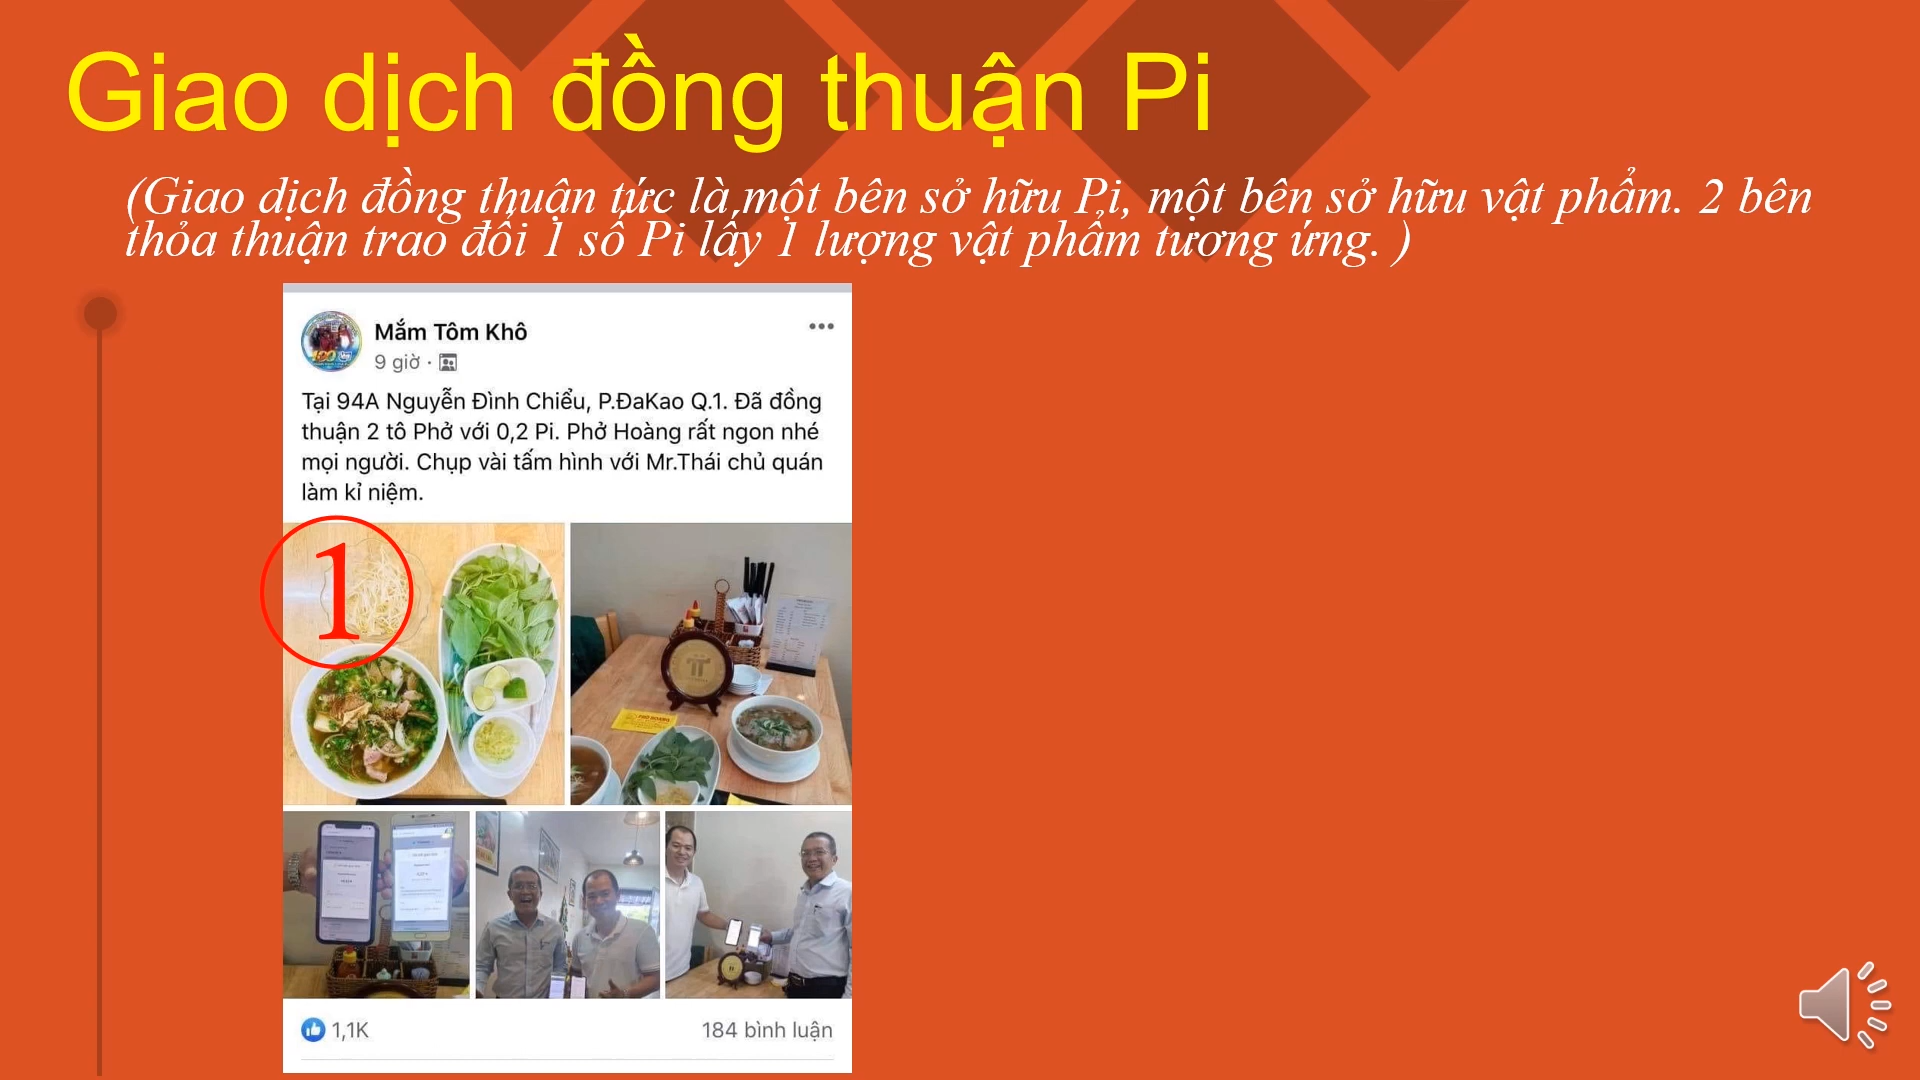 Giao dịch đồng thuận Pi
(Giao dịch đồng thuận tức là một bên sở hữu Pi, một bên sở hữu vật phẩm. 2 bên
thỏa thuận trao đổi 1 số Pi lấy 1 lượng vật phẩm tương ứng. )
Mắm Tôm Khô
9 giờ ·
Tại 94A Nguyễn Đình Chiểu, P.ĐaKao Q.1. Đã đồng
thuận 2 tô Phở với 0,2 Pi. Phở Hoàng rất ngon nhé
mọi người. Chụp vài tấm hình với Mr.Thái chủ quán
làm kỉ niệm.
1
1,1K
184 bình luận